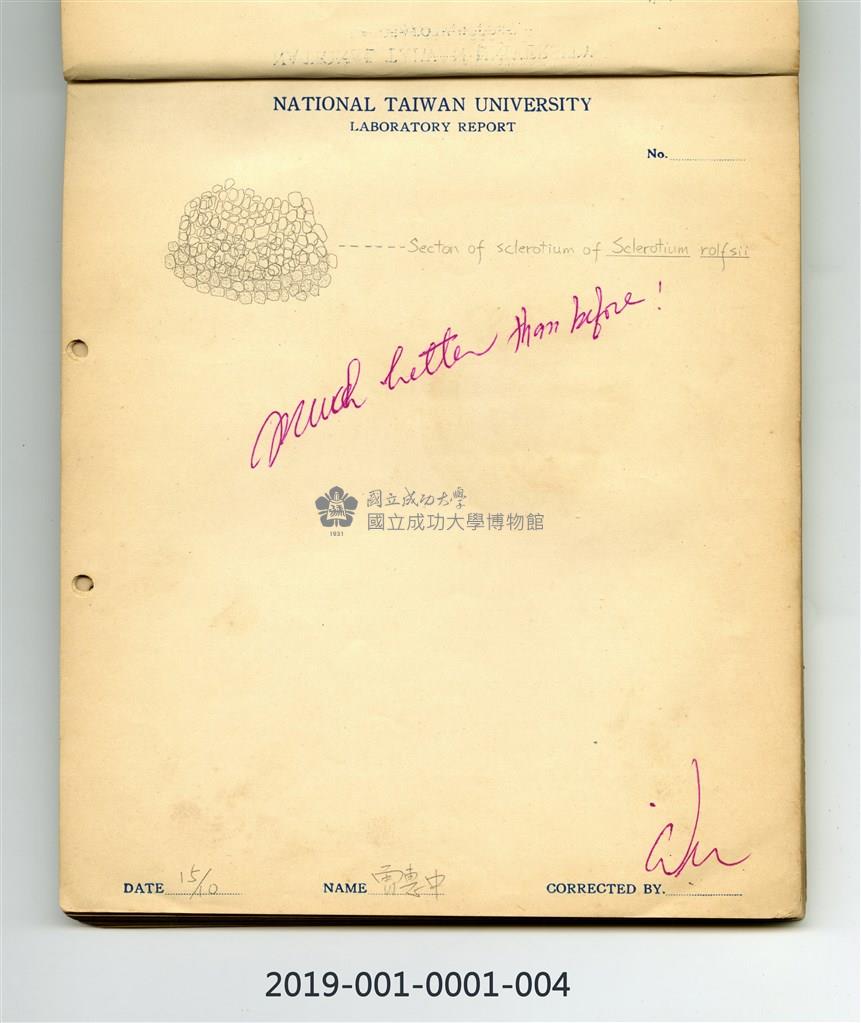 NATIONAL TAIWAN UNIVERSITY
LABORATORY REPORT
No.
Secton of sclerotium of Sclerotium rolfsii
Much better than before!
國立成功大學
國立成功大學博物館
1931
DATE 15/10
NAME 惠中
CORRECTED BY.
2019-001-0001-004